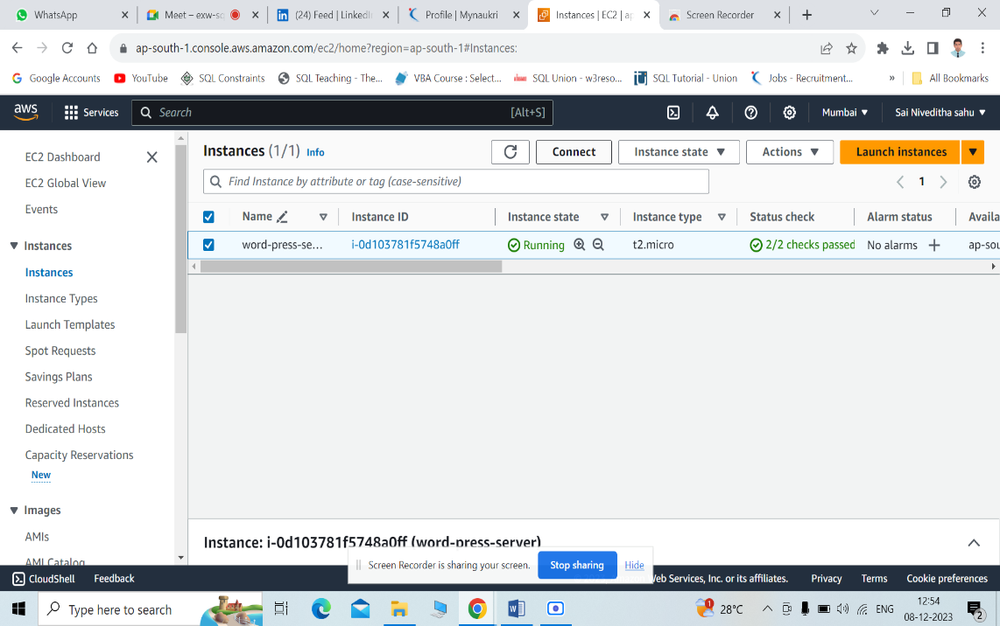 WhatsApp
Meet – exw-sq
(24) Feed | LinkedIn
Profile | Mynaukri
Instances | EC2 | ap
Screen Recorder
ap-south-1.console.aws.amazon.com/ec2/home?region=ap-south-1#Instances:
Google Accounts
YouTube
SQL Constraints
SQL Teaching - The...
VBA Course : Select...
SQL Union - w3reso...
SQL Tutorial - Union
Jobs - Recruitment...
»
All Bookmarks
aws
Services
Search
[Alt+S]
Mumbai
Sai Niveditha sahu
EC2 Dashboard
EC2 Global View
Events
Instances
Instances
Instance Types
Launch Templates
Spot Requests
Savings Plans
Reserved Instances
Dedicated Hosts
Capacity Reservations
New
Images
AMIs
AMI Catalog
Instances (1/1) Info
Connect
Instance state
Actions
Launch instances
Find Instance by attribute or tag (case-sensitive)
1
Name
Instance ID
Instance state
Instance type
Status check
Alarm status
Availa
word-press-se...
i-0d103781f5748a0ff
Running
t2.micro
2/2 checks passed
No alarms
ap-sou
Instance: i-0d103781f5748a0ff (word-press-server)
Screen Recorder is sharing your screen.
Stop sharing
Hide
CloudShell
Feedback
Web Services, Inc. or its affiliates.
Privacy
Terms
Cookie preferences
Type here to search
1
28°C
ENG
12:54
08-12-2023
2